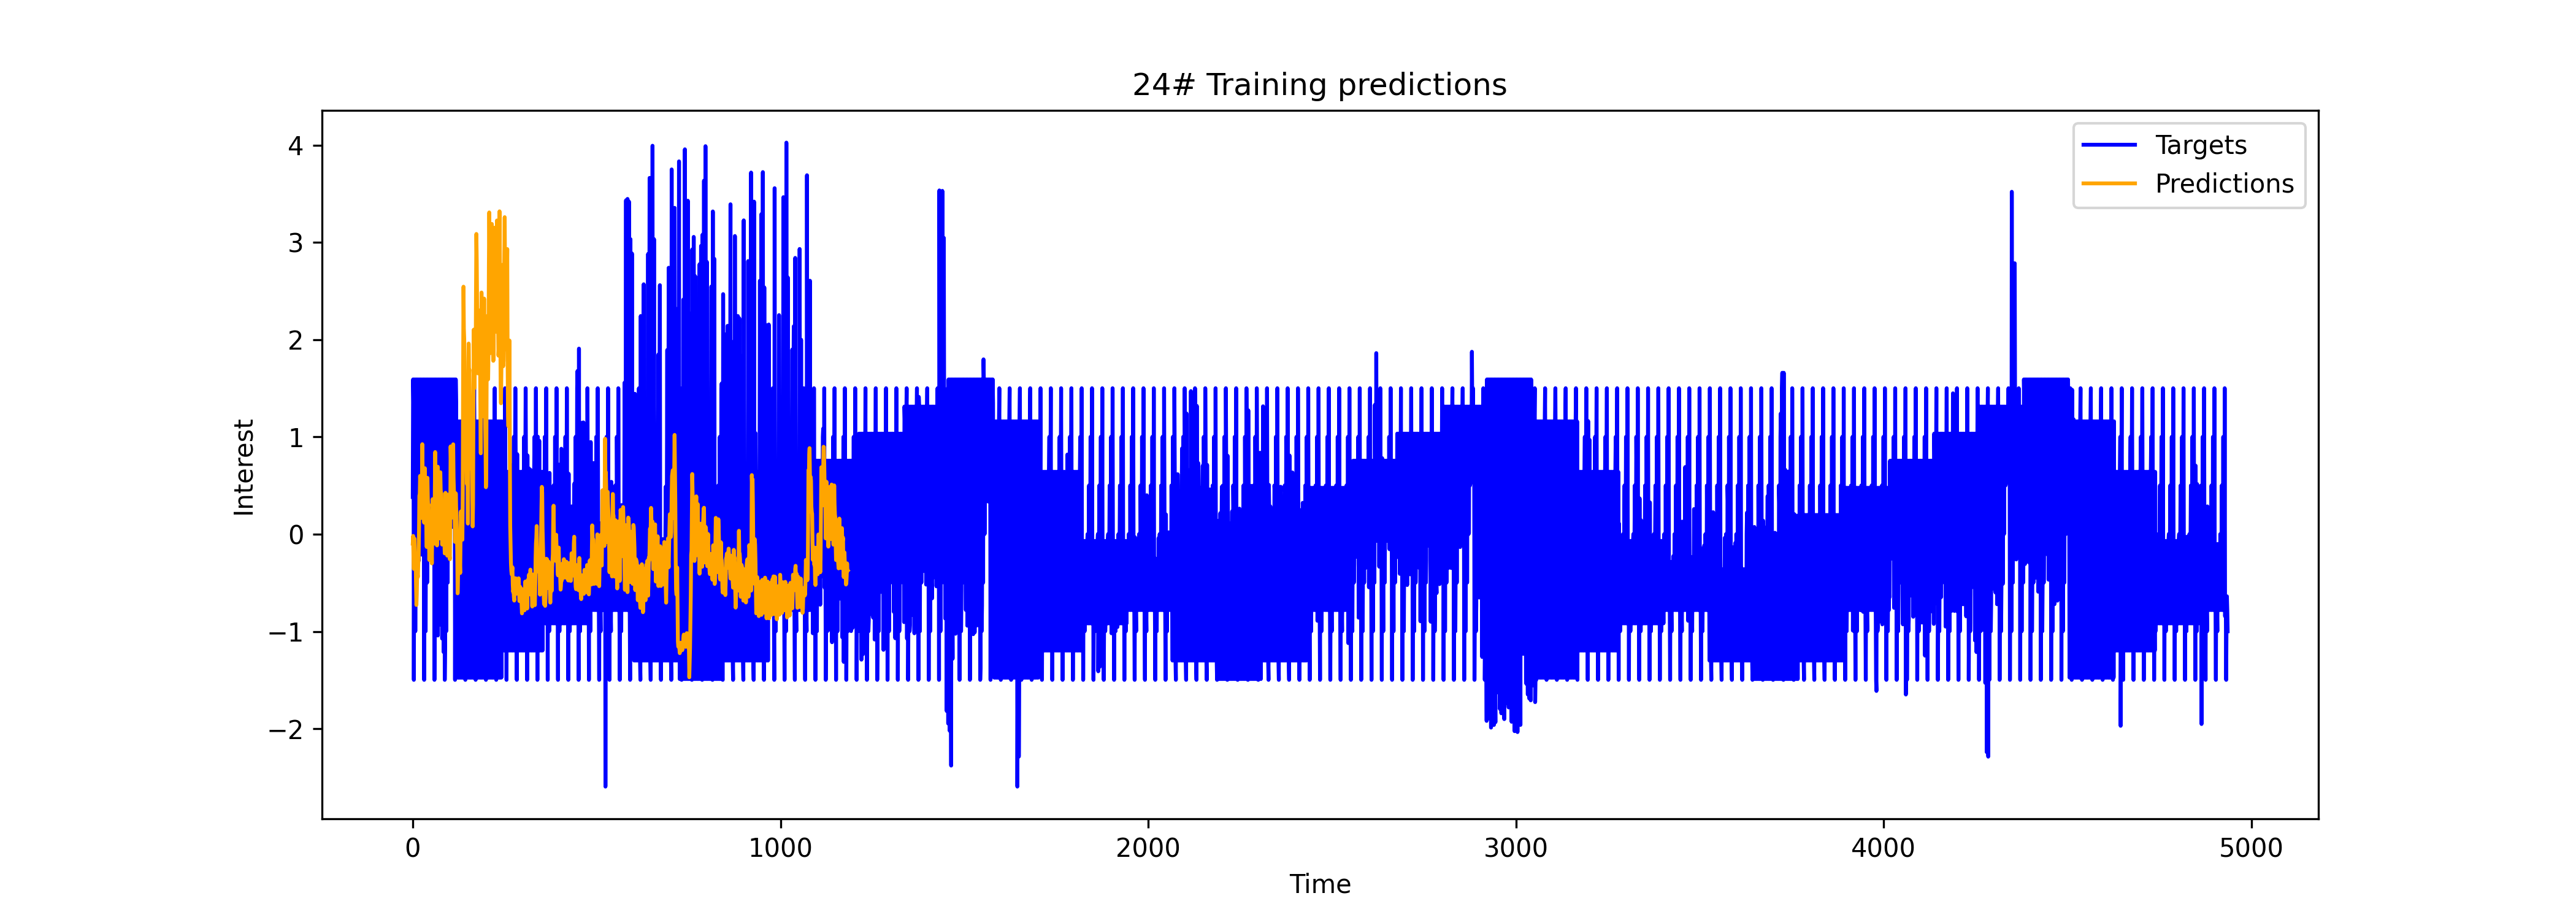 24# Training predictions
Targets
Predictions
4
3
2
1
0
−1
−2
Interest
0
1000
2000
3000
4000
5000
Time